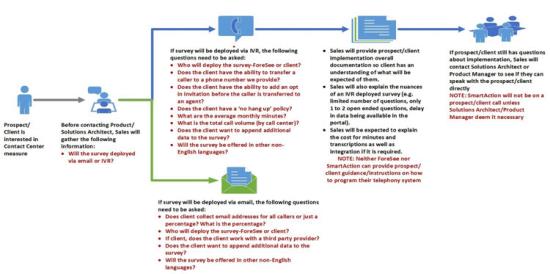 Prospect/
Client is
interested in
Contact Center
measure
Before contacting Product/
Solutions Architect, Sales will
gather the following
information:
• Will the survey deployed
via email or IVR?
If survey will be deployed via IVR, the following
questions need to be asked:
• Who will deploy the survey-ForeSee or client?
• Does the client have the ability to transfer a
caller to a phone number we provide?
• Does the client have the ability to add an opt
in invitation before the caller is transferred to
an agent?
• Does the client have a 'no hang up' policy?
• What are the average monthly minutes?
• What is the total call volume (by call center)?
• Does the client want to append additional
data to the survey?
• Will the survey be offered in other non-
English languages?
• Sales will provide prospect/client
implementation overall
documentation so client has
an understanding of what will be
expected of them.
• Sales will also explain the nuances
of an IVR deployed survey (e.g.
limited number of questions, only
1 to 2 open ended questions, delay
in data being available in the
portal).
• Sales will be expected to explain
the cost for minutes and
transcriptions as well as
integration if it is required.
NOTE: Neither ForeSee nor
SmartAction can provide prospect/
client guidance/instructions on how
to program their telephony system
If prospect/client still has questions
about implementation, Sales will
contact Solutions Architect or
Product Manager to see if they can
speak with the prospect/client
directly
NOTE: SmartAction will not be on a
prospect/client call unless
Solutions Architect/Product
Manager deem it necessary
If survey will be deployed via email, the following questions
need to be asked:
• Does client collect email addresses for all callers or just a
percentage? What is the percentage?
• Who will deploy the survey-ForeSee or client?
• If client, does the client work with a third party provider?
• Does the client want to append additional data to the
survey?
• Will the survey be offered in other non-English
languages?